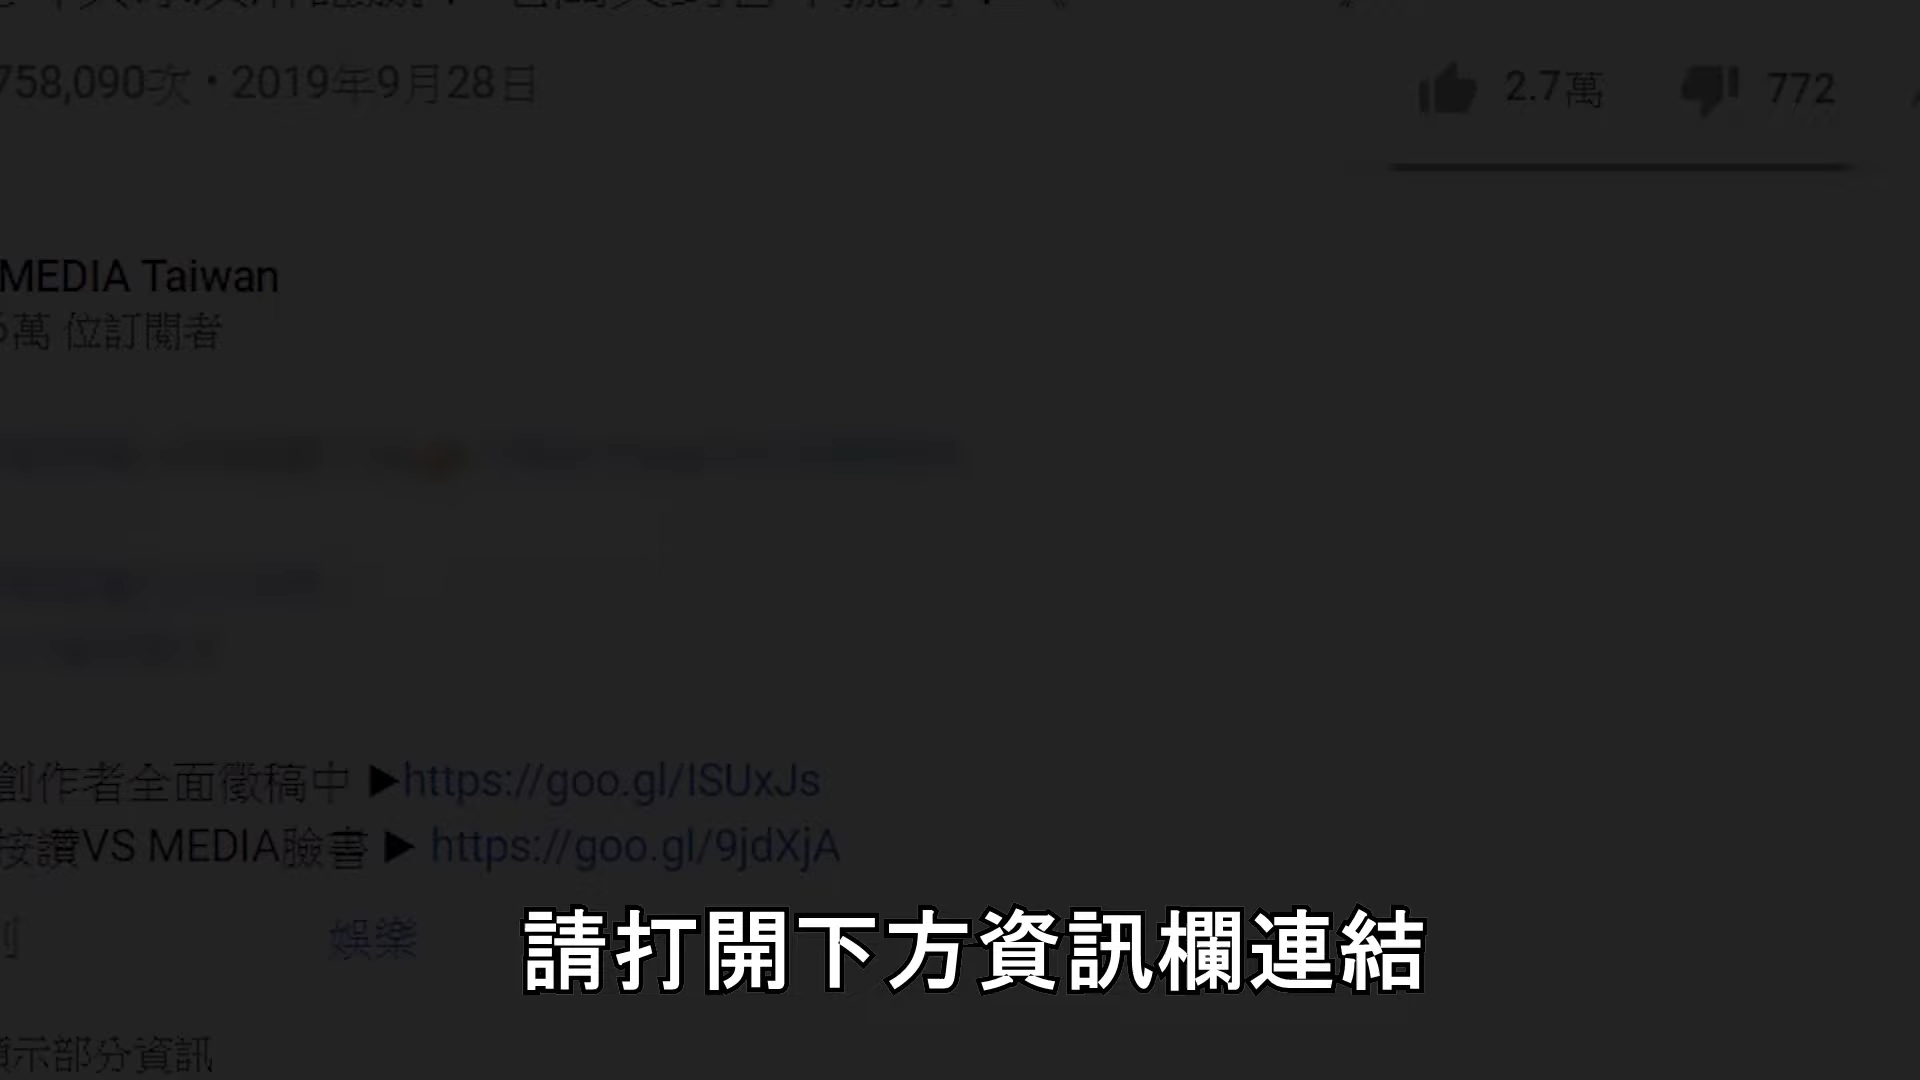 758,090次 • 2019年9月28日
2.7萬 772
MEDIA Taiwan
萬 位訂閱者
創作者全面徵稿中 ▶https://goo.gl/ISUxJs
按讚VS MEDIA臉書 ▶ https://goo.gl/9jdXjA
娛樂
請打開下方資訊欄連結
示部分資訊